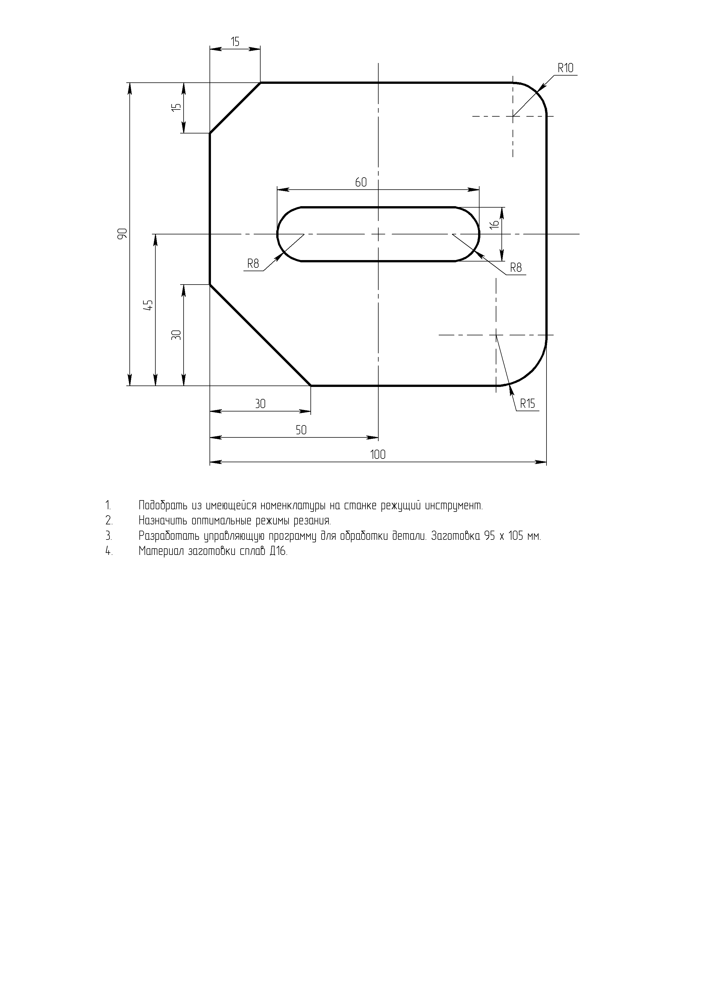 15
R10
15
60
16
90
R8
R8
45
30
30
R15
50
100
1. Подобрать из имеющейся номенклатуры на станке режущий инструмент.
2. Назначить оптимальные режимы резания.
3. Разработать управляющую программу для обработки детали. Заготовка 95 х 105 мм.
4. Материал заготовки сплав Д16.